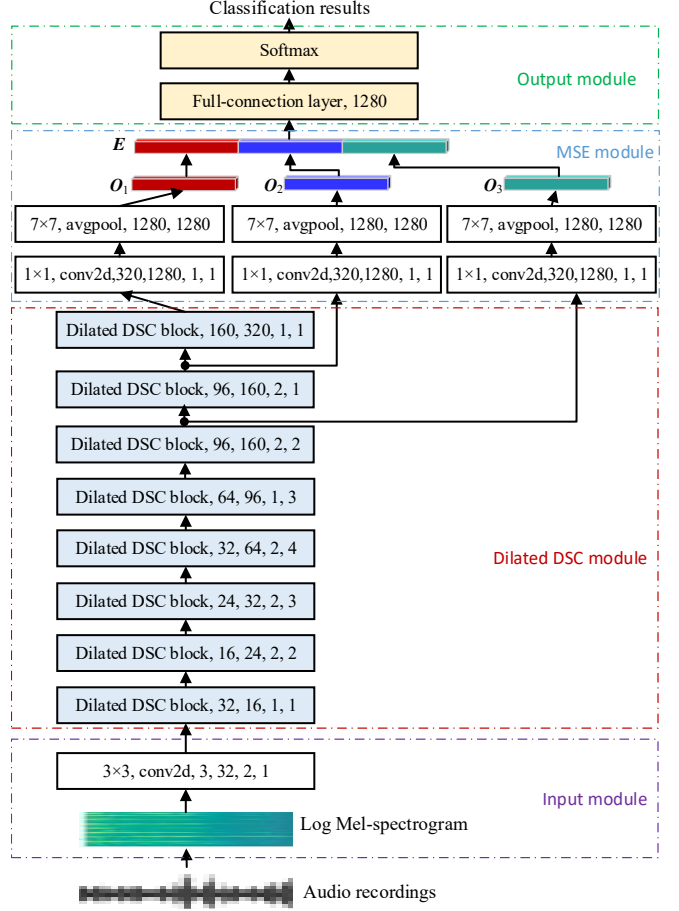 Classification results
Softmax
Full-connection layer, 1280
Output module
E
MSE module
O1
O2
O3
7×7, avgpool, 1280, 1280
7×7, avgpool, 1280, 1280
7×7, avgpool, 1280, 1280
1×1, conv2d,320,1280, 1, 1
1×1, conv2d,320,1280, 1, 1
1×1, conv2d,320,1280, 1, 1
Dilated DSC block, 160, 320, 1, 1
Dilated DSC block, 96, 160, 2, 1
Dilated DSC block, 96, 160, 2, 2
Dilated DSC block, 64, 96, 1, 3
Dilated DSC block, 32, 64, 2, 4
Dilated DSC module
Dilated DSC block, 24, 32, 2, 3
Dilated DSC block, 16, 24, 2, 2
Dilated DSC block, 32, 16, 1, 1
3×3, conv2d, 3, 32, 2, 1
Input module
Log Mel-spectrogram
Audio recordings